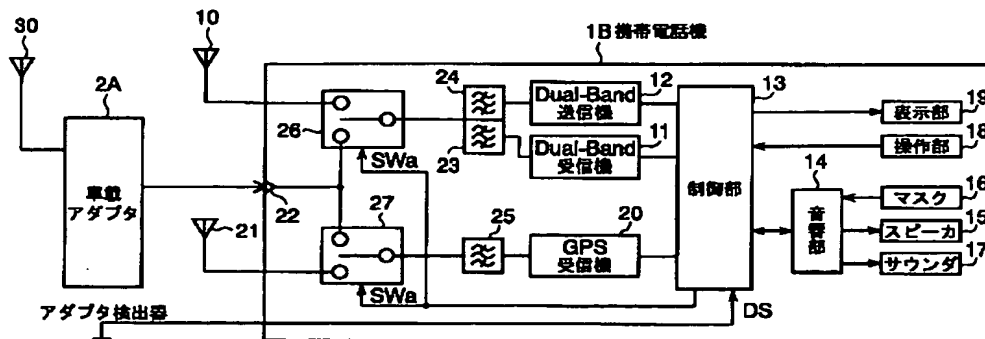 30
10
1B 携帯電話機
2A
24
12
13
Dual-Band
送信機
19
表示部
26
11
18
Dual-Band
受信機
操作部
23
SWa
車載
アダプタ
制御部
14
16
マスク
22
27
25
20
音響部
15
スピーカ
21
GPS
受信機
17
サウンダ
SWa
アダプタ検出器
DS